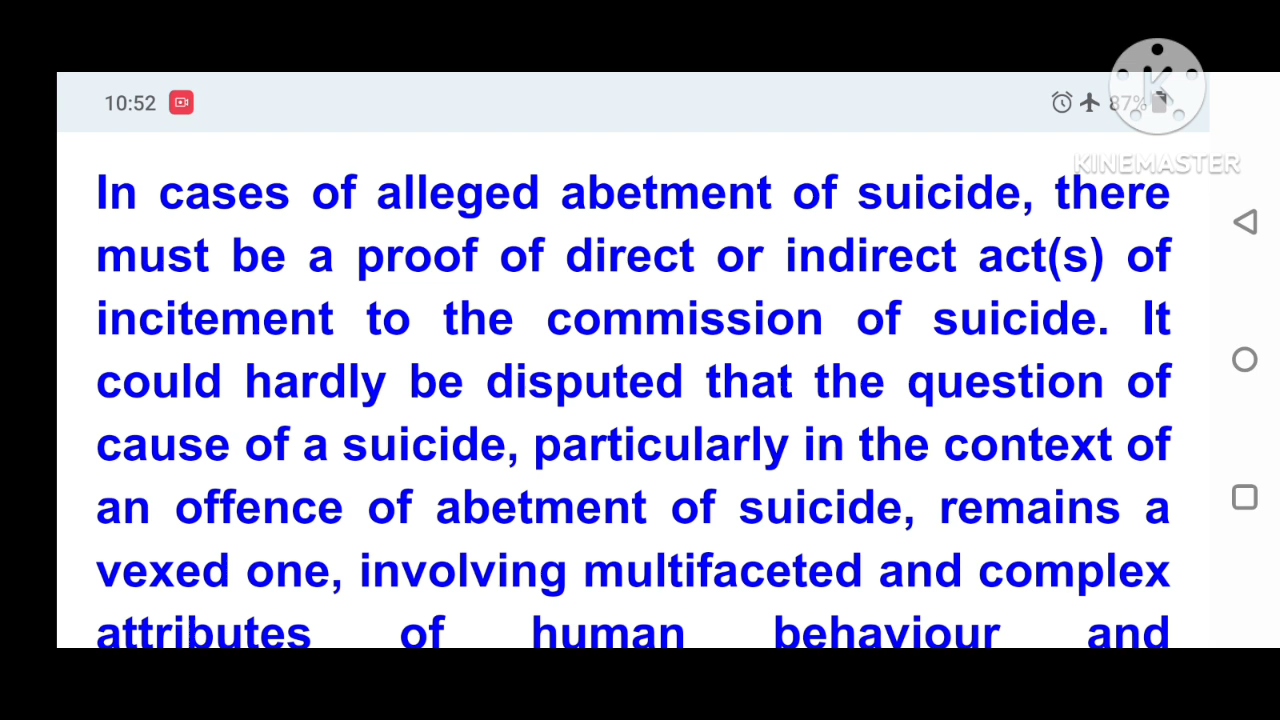 10:52
87%
KINEMASTER
In cases of alleged abetment of suicide, there
must be a proof of direct or indirect act(s) of
incitement to the commission of suicide. It
could hardly be disputed that the question of
cause of a suicide, particularly in the context of
an offence of abetment of suicide, remains a
vexed one, involving multifaceted and complex
attributes of human behaviour and